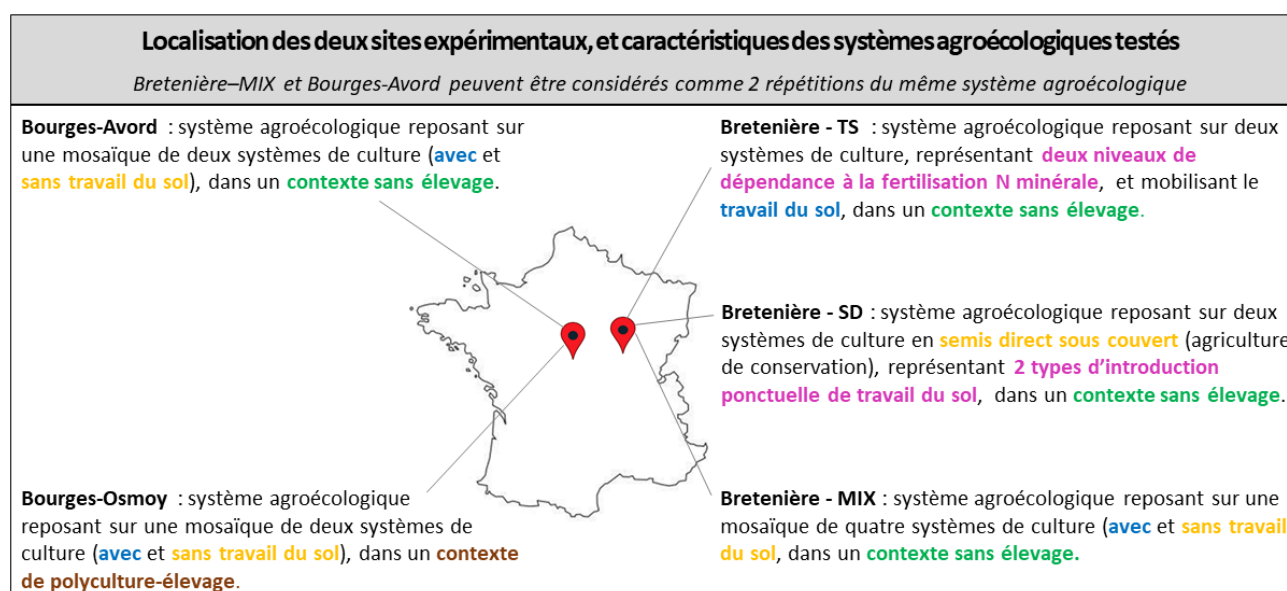 Localisation des deux sites expérimentaux, et caractéristiques des systèmes agroécologiques testés
Bretenière–MIX et Bourges-Avord peuvent être considérés comme 2 répétitions du même système agroécologique
Bourges-Avord : système agroécologique reposant sur
une mosaïque de deux systèmes de culture (avec et
sans travail du sol), dans un contexte sans élevage.
Bretenière - TS : système agroécologique reposant sur deux
systèmes de culture, représentant deux niveaux de
dépendance à la fertilisation N minérale, et mobilisant le
travail du sol, dans un contexte sans élevage.
Bretenière - SD : système agroécologique reposant sur deux
systèmes de culture en semis direct sous couvert (agriculture
de conservation), représentant 2 types d’introduction
ponctuelle de travail du sol, dans un contexte sans élevage.
Bourges-Osmoy : système agroécologique
reposant sur une mosaïque de deux systèmes de
culture (avec et sans travail du sol), dans un contexte
de polyculture-élevage.
Bretenière - MIX : système agroécologique reposant sur une
mosaïque de quatre systèmes de culture (avec et sans travail
du sol, dans un contexte sans élevage.